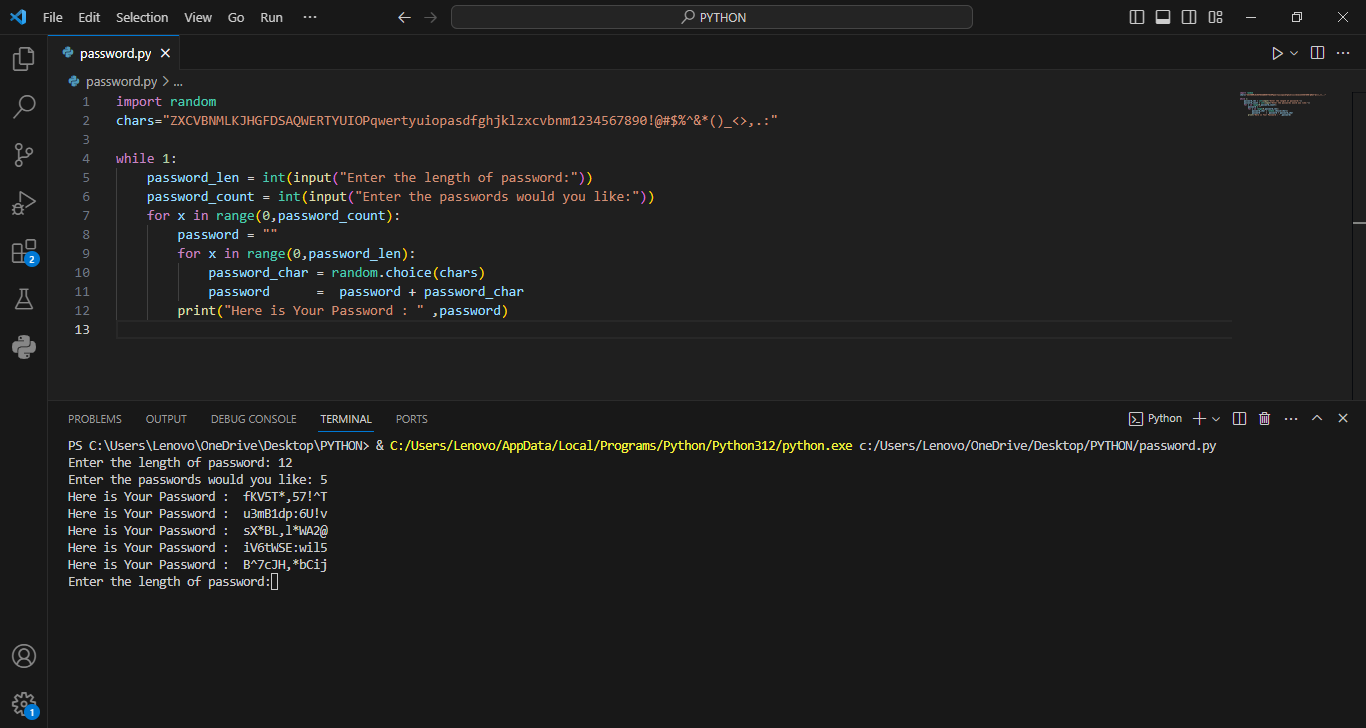 File Edit Selection View Go Run ··· PYTHON
password.py
password.py > ...
1 import random
2 chars="ZXCVBNMLKJHGFDSAQWERTYUIOPqwertyuiopasdfghjklzxcvbnm1234567890!@#$%^&*()_<>,.:"
3
4 while 1:
5     password_len = int(input("Enter the length of password:"))
6     password_count = int(input("Enter the passwords would you like:"))
7     for x in range(0,password_count):
8         password = ""
9         for x in range(0,password_len):
10             password_char = random.choice(chars)
11             password      =  password + password_char
12         print("Here is Your Password : " ,password)
13
PROBLEMS OUTPUT DEBUG CONSOLE TERMINAL PORTS Python
PS C:\Users\Lenovo\OneDrive\Desktop\PYTHON> & C:/Users/Lenovo/AppData/Local/Programs/Python/Python312/python.exe c:/Users/Lenovo/OneDrive/Desktop/PYTHON/password.py
Enter the length of password: 12
Enter the passwords would you like: 5
Here is Your Password :  fKV5T*,57!^T
Here is Your Password :  u3mB1dp:6U!v
Here is Your Password :  sX*BL,l*WA2@
Here is Your Password :  iV6tWSE:wil5
Here is Your Password :  B^7cJH,*bCij
Enter the length of password:
2
1